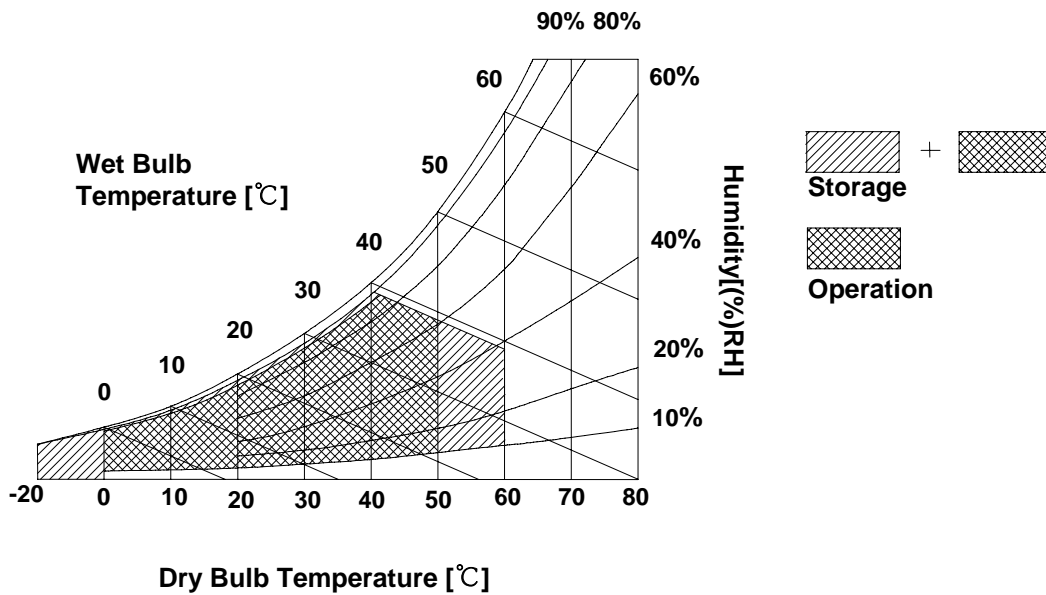 90% 80%
60
60%
50
Wet Bulb
Temperature [℃]
Storage
+
40%
40
Humidity[(%)RH]
Operation
30
20
20%
10
0
10%
-20 0 10 20 30 40 50 60 70 80
Dry Bulb Temperature [℃]